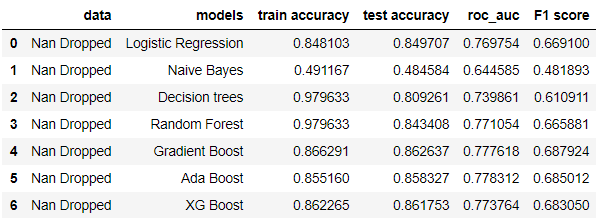 data models train accuracy test accuracy roc_auc F1 score
0 Nan Dropped Logistic Regression 0.848103 0.849707 0.769754 0.669100
1 Nan Dropped Naive Bayes 0.491167 0.484584 0.644585 0.481893
2 Nan Dropped Decision trees 0.979633 0.809261 0.739861 0.610911
3 Nan Dropped Random Forest 0.979633 0.843408 0.771054 0.665881
4 Nan Dropped Gradient Boost 0.866291 0.862637 0.777618 0.687924
5 Nan Dropped Ada Boost 0.855160 0.858327 0.778312 0.685012
6 Nan Dropped XG Boost 0.862265 0.861753 0.773764 0.683050